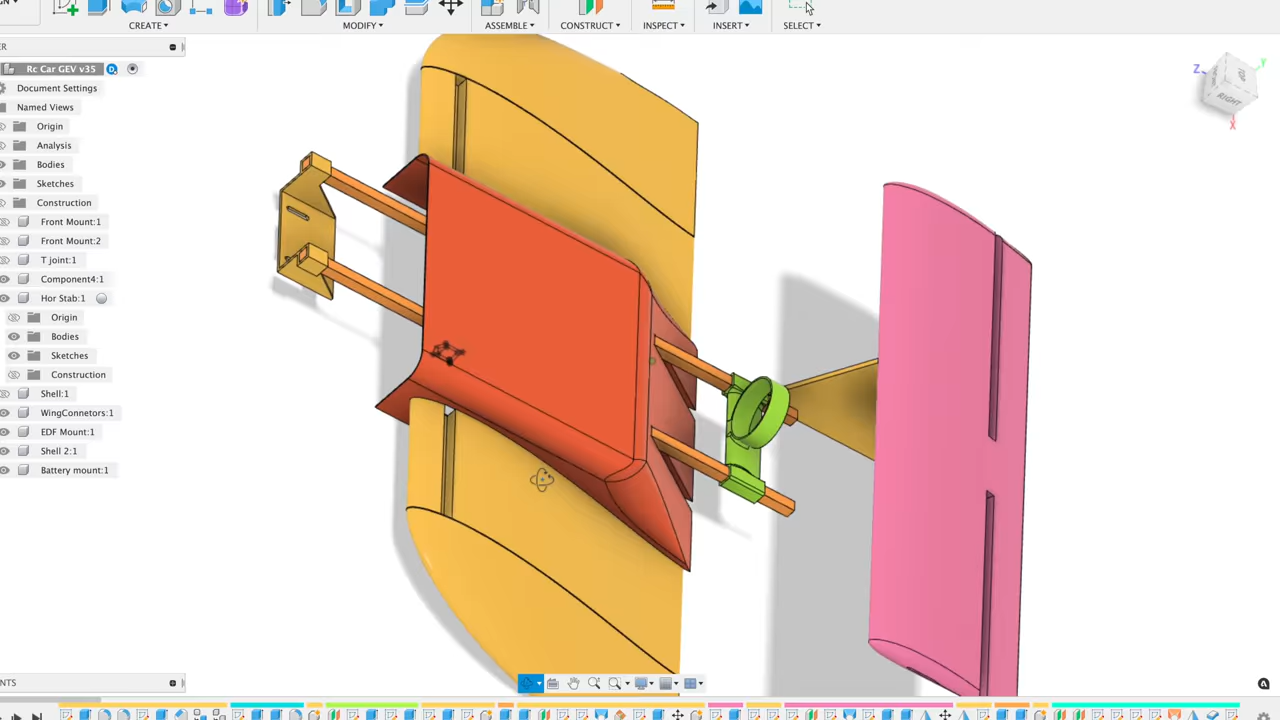 CREATE▾ MODIFY▾ ASSEMBLE▾ CONSTRUCT▾ INSPECT▾ INSERT▾ SELECT▾
ER
Rc Car GEV v35
Document Settings
Named Views
Origin
Analysis
Bodies
Sketches
Construction
Front Mount:1
Front Mount:2
T joint:1
Component4:1
Hor Stab:1
Origin
Bodies
Sketches
Construction
Shell:1
WingConnetors:1
EDF Mount:1
Shell 2:1
Battery mount:1
Z
Y
RIGHT
X
NTS